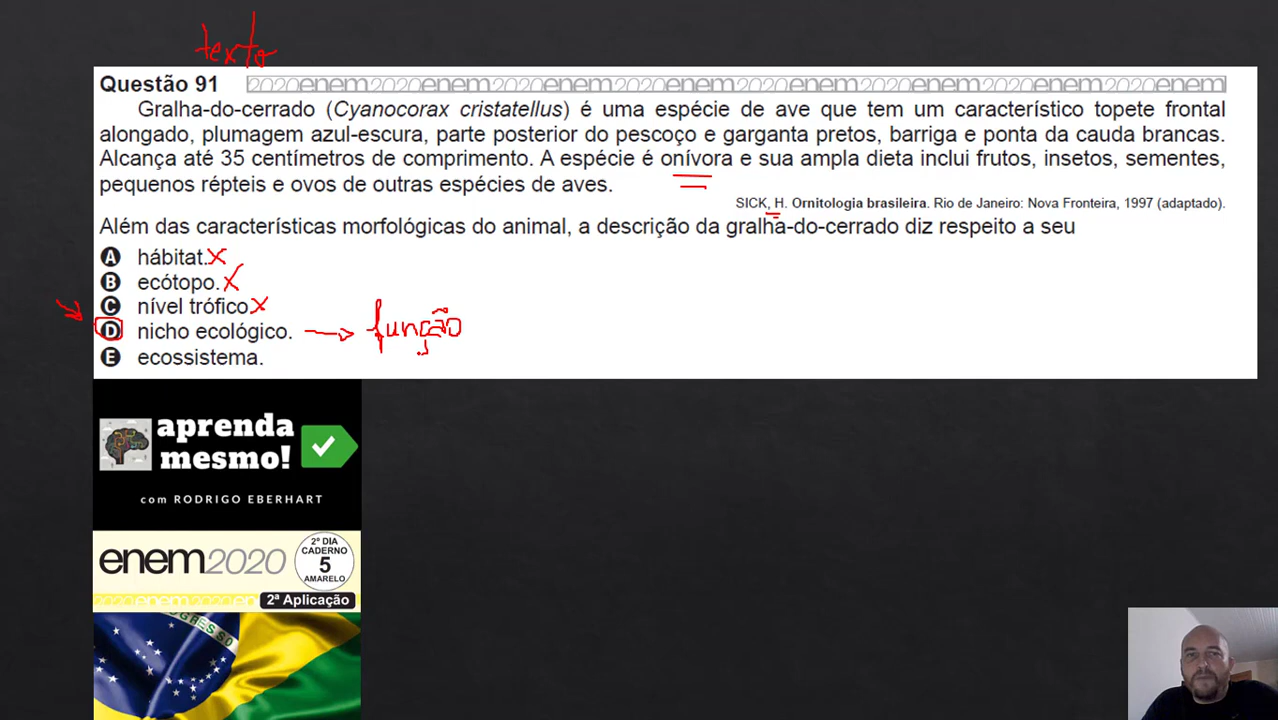 texto
Questão 91 2020enem2020enem2020enem2020enem2020enem2020enem2020enem2020enem
Gralha-do-cerrado (Cyanocorax cristatellus) é uma espécie de ave que tem um característico topete frontal
alongado, plumagem azul-escura, parte posterior do pescoço e garganta pretos, barriga e ponta da cauda brancas.
Alcança até 35 centímetros de comprimento. A espécie é onívora e sua ampla dieta inclui frutos, insetos, sementes,
pequenos répteis e ovos de outras espécies de aves.
SICK, H. Ornitologia brasileira. Rio de Janeiro: Nova Fronteira, 1997 (adaptado).
Além das características morfológicas do animal, a descrição da gralha-do-cerrado diz respeito a seu
A hábitat. X
B ecótopo. X
C nível trófico. X
D nicho ecológico. → função
E ecossistema.
aprenda
mesmo!
com RODRIGO EBERHART
enem2020
2º DIA
CADERNO
5
AMARELO
2ª Aplicação
PROGRESSO